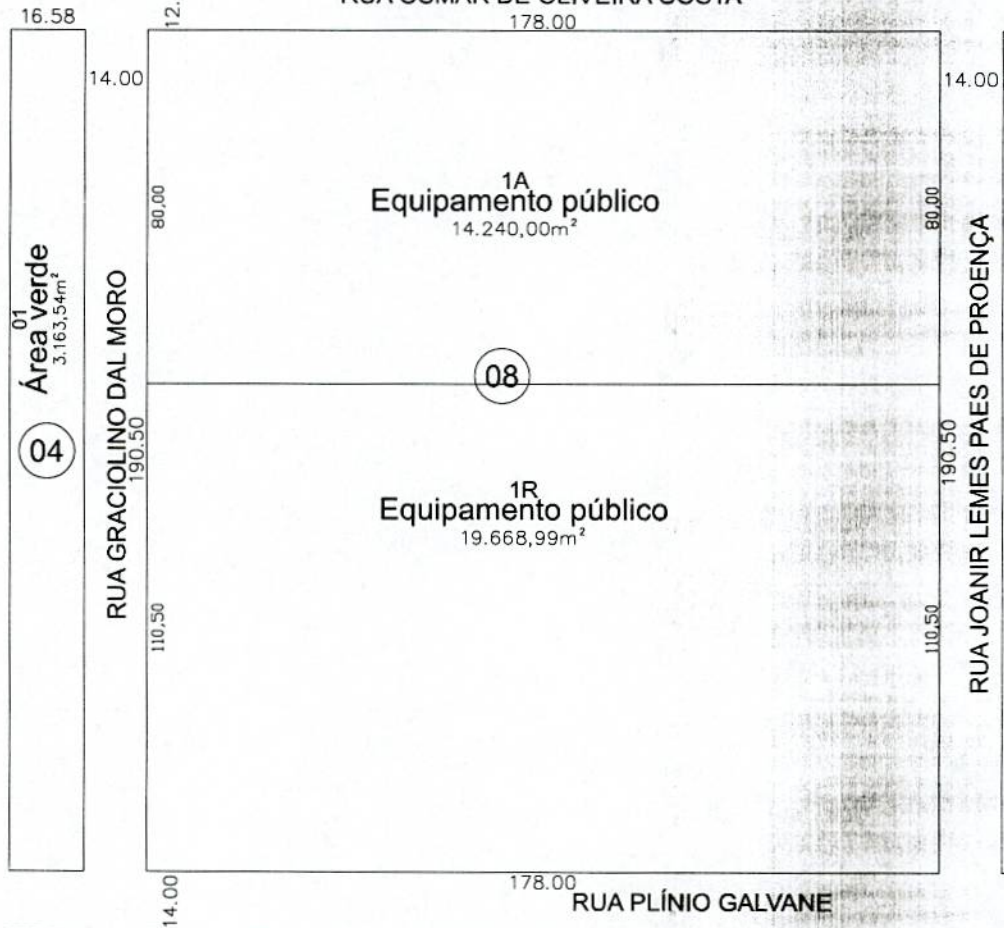 16.58
12.
178.00
14.00
14.00
80,00
80,00
1A
Equipamento público
14.240,00m²
01
Área verde
3.163,54m²
04
RUA GRACIOLINO DAL MORO
190.50
08
190.50
RUA JOANIR LEMES PAES DE PROENÇA
1R
Equipamento público
19.668,99m²
110,50
110,50
14.00
178.00
RUA PLÍNIO GALVANE